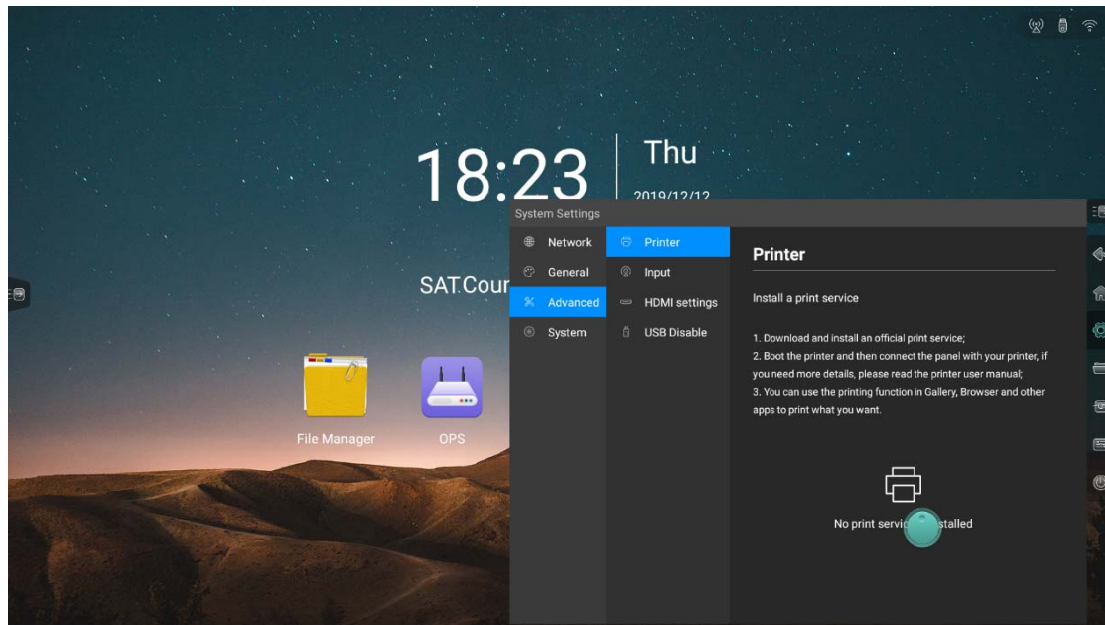 18:23
Thu
2019/12/12
System Settings
SAT.Cour
File Manager
OPS
Network
General
Advanced
System
Printer
Input
HDMI settings
USB Disable
Printer
Install a print service
1. Download and install an official print service;
2. Boot the printer and then connect the panel with your printer, if
you need more details, please read the printer user manual;
3. You can use the printing function in Gallery, Browser and other
apps to print what you want.
No print servic stalled